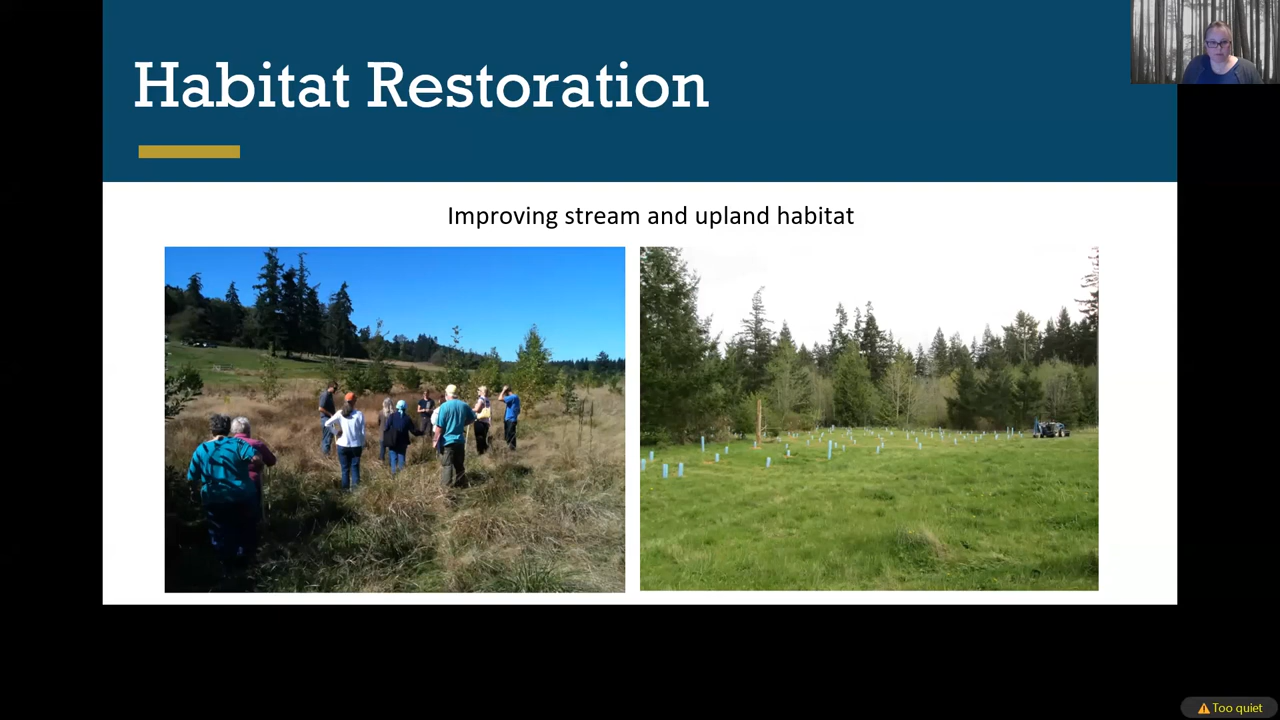 Habitat Restoration
Improving stream and upland habitat
Too quiet